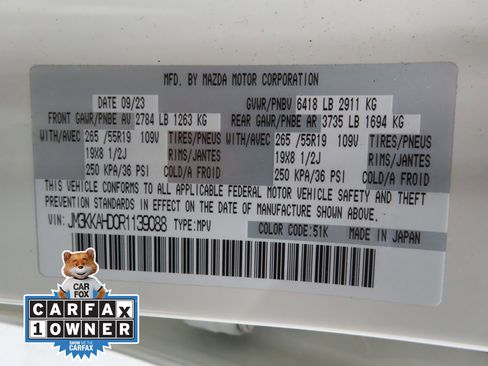 MFD. BY MAZDA MOTOR CORPORATION
DATE 09/23 GVWR/PNBV 6418 LB 2911 KG
FRONT GAWR/PNBE AV 2784 LB 1263 KG REAR GAWR/PNBE AR 3735 LB 1694 KG
WITH/AVEC 265 /55R19 109V TIRES/PNEUS WITH/AVEC 265 /55R19 109V TIRES/PNEUS
19X8 1/2J RIMS/JANTES 19X8 1/2J RIMS/JANTES
250 KPA/36 PSI COLD/A FROID 250 KPA/36 PSI COLD/A FROID
THIS VEHICLE CONFORMS TO ALL APPLICABLE FEDERAL MOTOR VEHICLE SAFETY AND THEFT
PREVENTION STANDARDS IN EFFECT ON THE DATE OF MANUFACTURE SHOWN ABOVE.
VIN: JM3KKAHD0R1139088 TYPE:MPV COLOR CODE:51K MADE IN JAPAN
CAR
FOX
CARFAX
1 OWNER
SHOW ME THE
CARFAX